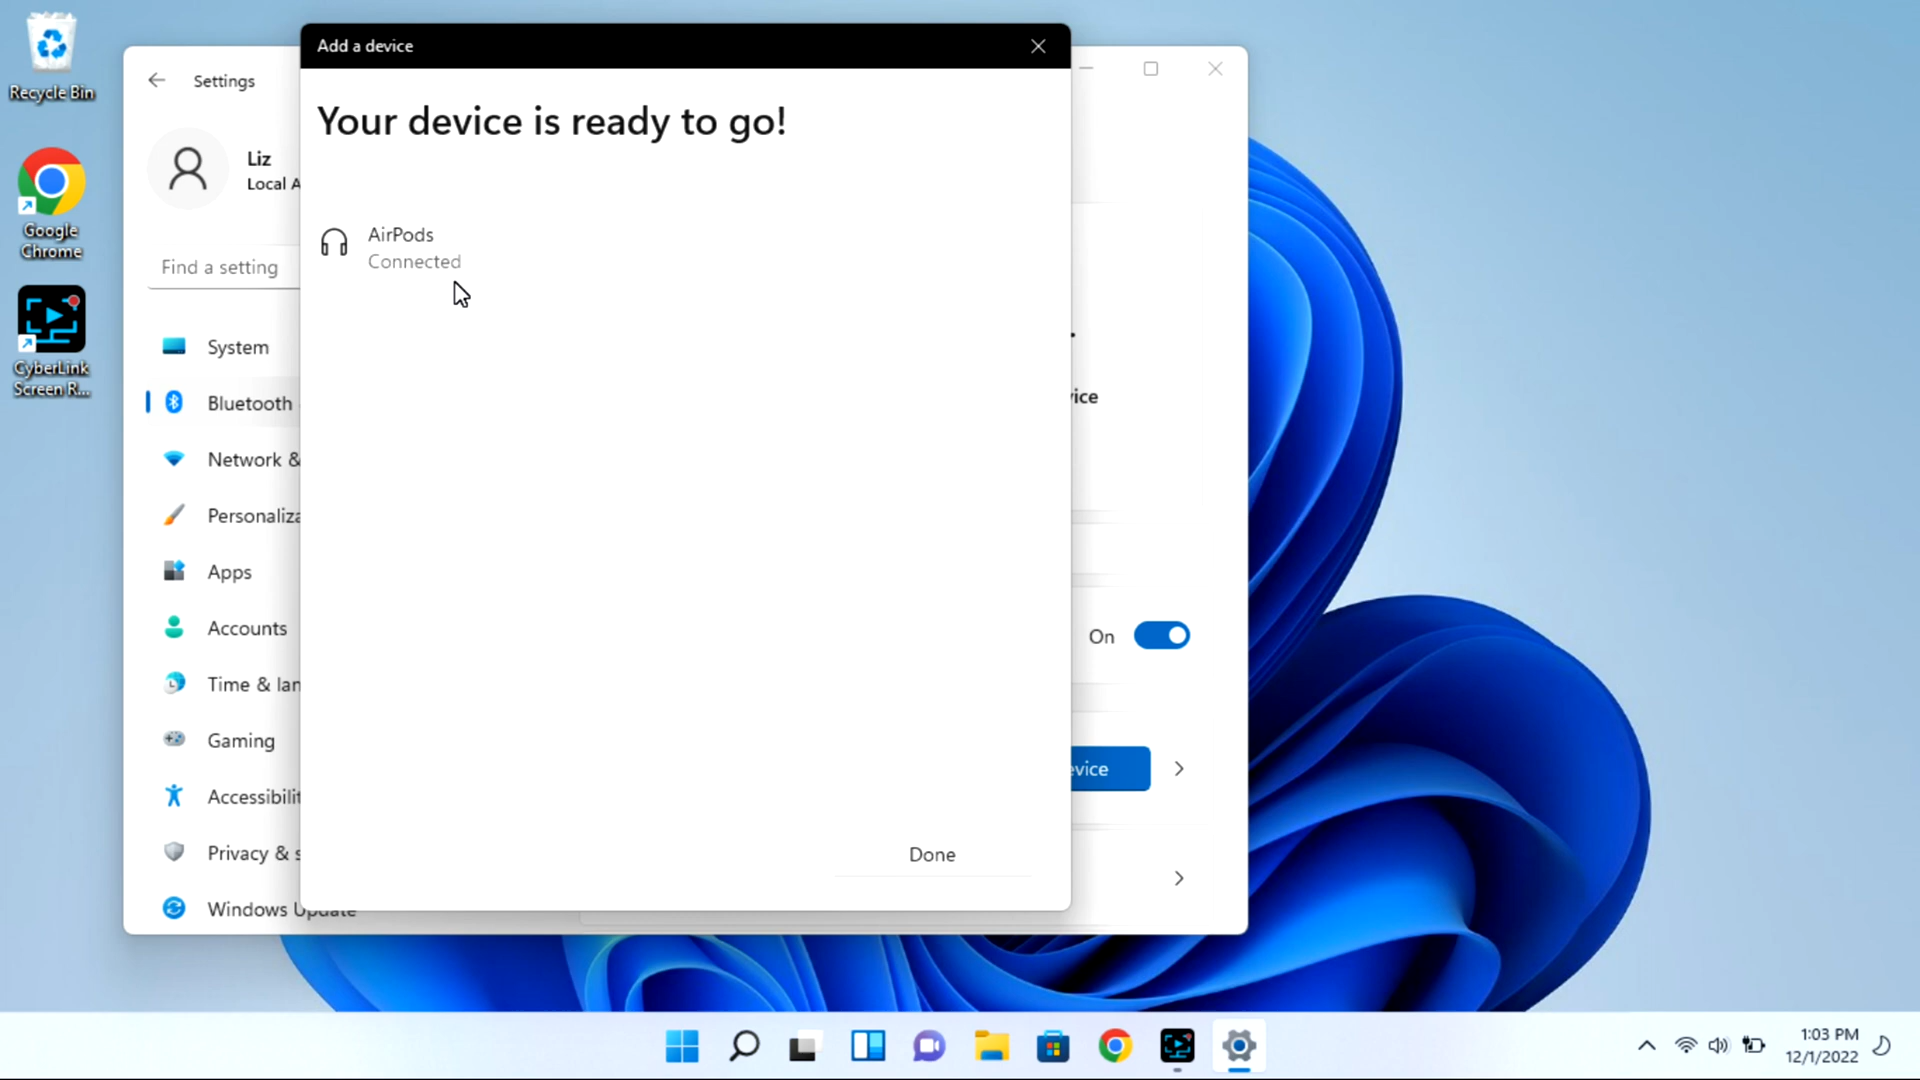 Recycle Bin
Google
Chrome
CyberLink
Screen R...
Settings
Liz
Local A
Find a setting
System
Bluetooth
Network &
Personaliza
Apps
Accounts
Time & lan
Gaming
Accessibilit
Privacy & s
Windows Update
Add a device
Your device is ready to go!
AirPods
Connected
Done
vice
On
evice
1:03 PM
12/1/2022